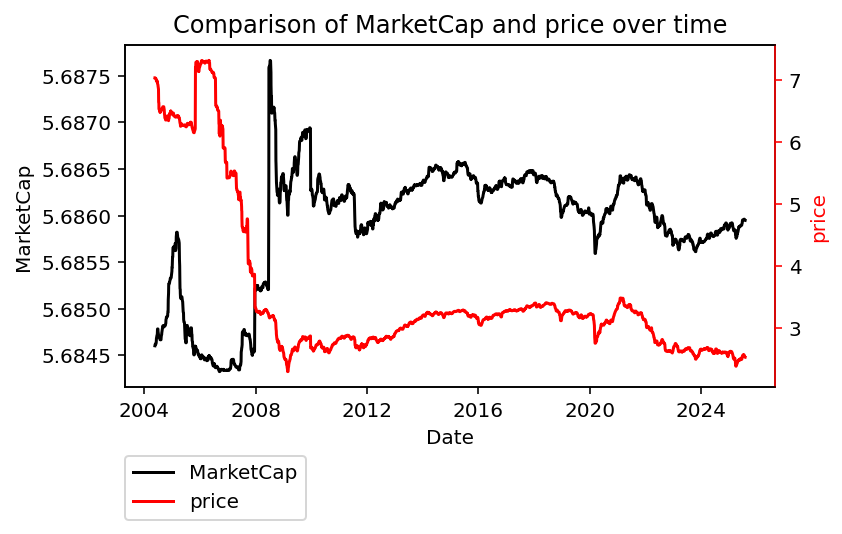 Comparison of MarketCap and price over time
MarketCap
5.6875
5.6870
5.6865
5.6860
5.6855
5.6850
5.6845
7
6
5
4
3
price
2004 2008 2012 2016 2020 2024
Date
MarketCap
price